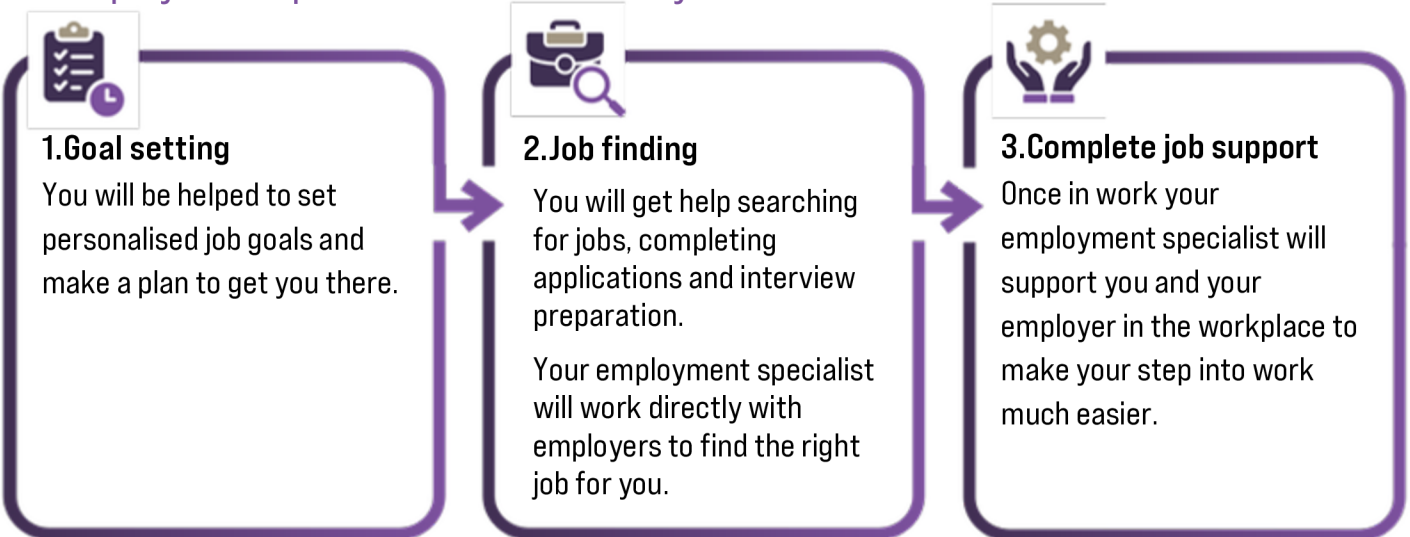 1.Goal setting
You will be helped to set
personalised job goals and
make a plan to get you there.
2.Job finding
You will get help searching
for jobs, completing
applications and interview
preparation.
Your employment specialist
will work directly with
employers to find the right
job for you.
3.Complete job support
Once in work your
employment specialist will
support you and your
employer in the workplace to
make your step into work
much easier.